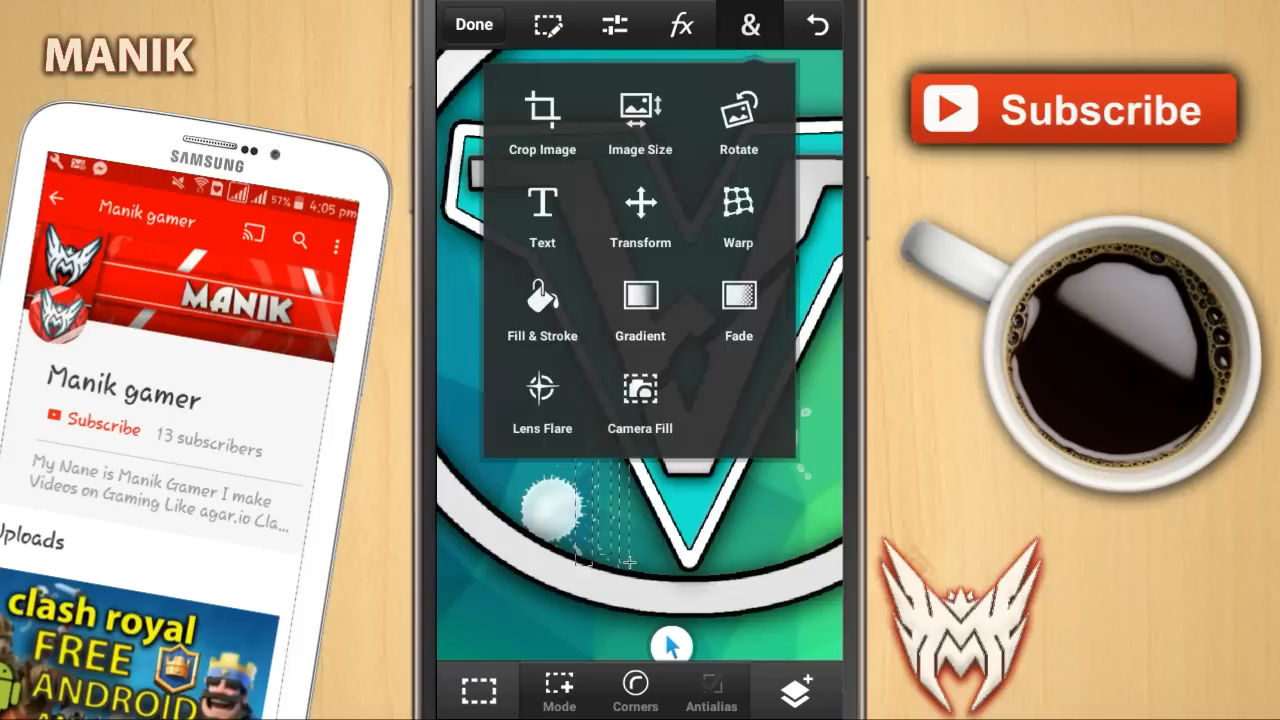 MANIK
SAMSUNG
57% 4:05 pm
Manik gamer
MANIK
Manik gamer
Subscribe 13 subscribers
My Nane is Manik Gamer I make
Videos on Gaming Like agar.io Cla...
Uploads
clash royal
FREE
ANDROID
Done
fx
&
Crop Image
Image Size
Rotate
Text
Transform
Warp
Fill & Stroke
Gradient
Fade
Lens Flare
Camera Fill
Mode
Corners
Antialias
Subscribe